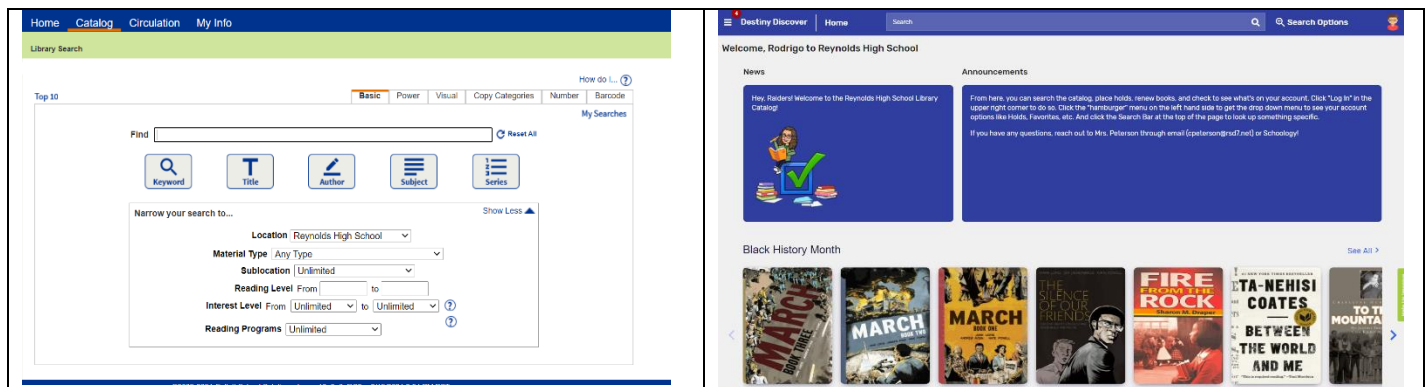 Home Catalog Circulation My Info
Library Search
How do I... ?
Top 10
Basic Power Visual Copy Categories Number Barcode
My Searches
Find
Reset All
Keyword Title Author Subject Series
Narrow your search to...
Show Less
Location Reynolds High School
Material Type Any Type
Sublocation Unlimited
Reading Level From to
Interest Level From Unlimited to Unlimited ?
?
Reading Programs Unlimited
4
Destiny Discover Home Search Search Options
Welcome, Rodrigo to Reynolds High School
News
Hey, Raiders! Welcome to the Reynolds High School Library
Catalog!
Announcements
From here, you can search the catalog, place holds, renew books, and check to see what's on your account. Click "Log In" in the
upper right corner to do so. Click the "hamburger" menu on the left hand side to get the drop down menu to see your account
options like Holds, Favorites, etc. And click the Search Bar at the top of the page to look up something specific.
If you have any questions, reach out to Mrs. Peterson through email (cpeterson@rsd7.net) or Schoology!
Black History Month
See All >
MARCH
BOOK THREE
MARCH
BOOK TWO
MARCH
BOOK ONE
THE
SILENCE
OF OUR
FRIENDS
FIRE
FROM THE
ROCK
Sharon M. Draper
TA-NEHISI
COATES
BETWEEN
THE WORLD
AND ME
TO T
MOUNTA